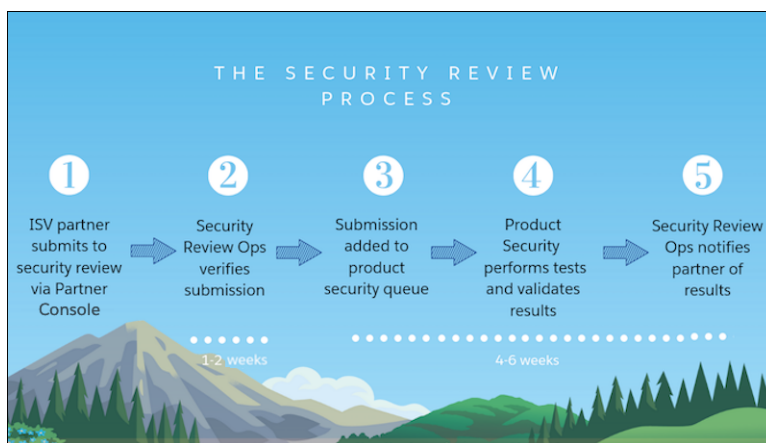 THE SECURITY REVIEW
PROCESS
1
ISV partner
submits to
security review
via Partner
Console
2
Security
Review Ops
verifies
submission
3
Submission
added to
product
security queue
4
Product
Security
performs tests
and validates
results
5
Security Review
Ops notifies
partner of
results
1-2 weeks
4-6 weeks